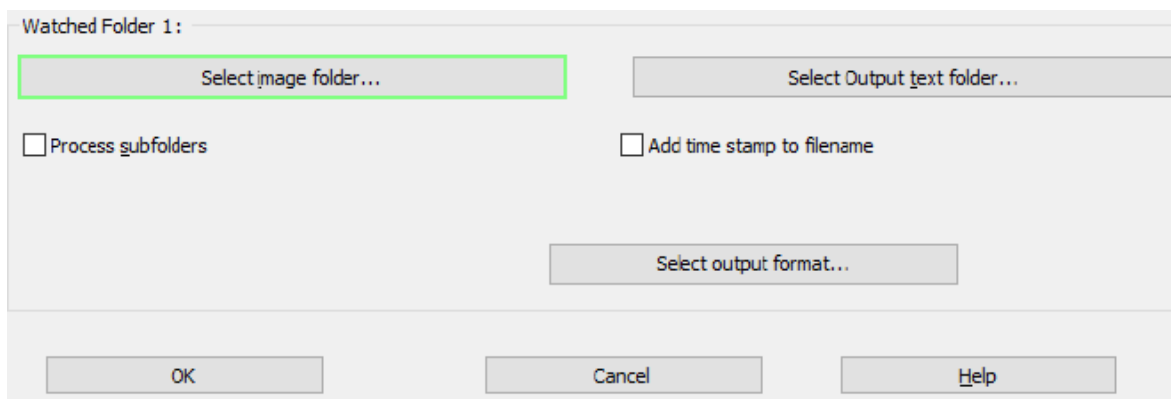 Watched Folder 1:
Select image folder... Select Output text folder...
Process subfolders Add time stamp to filename
Select output format...
OK Cancel Help